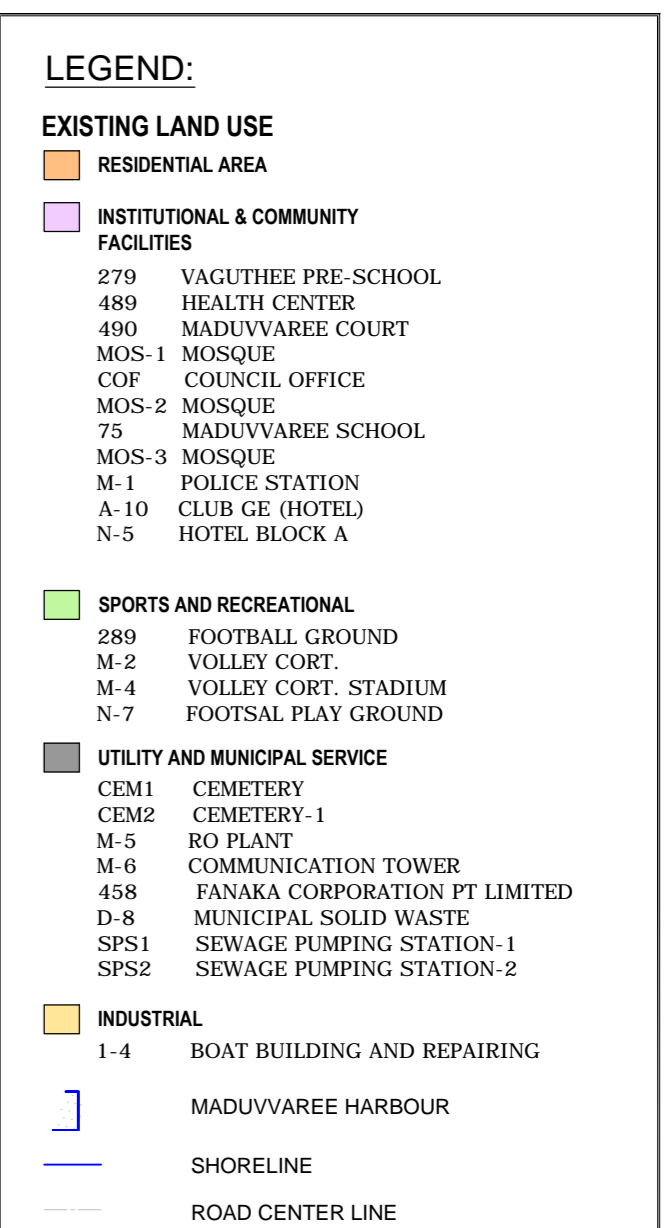 LEGEND:
EXISTING LAND USE
RESIDENTIAL AREA
INSTITUTIONAL & COMMUNITY
FACILITIES
279 VAGUTHEE PRE-SCHOOL
489 HEALTH CENTER
490 MADUVVAREE COURT
MOS-1 MOSQUE
COF COUNCIL OFFICE
MOS-2 MOSQUE
75 MADUVVAREE SCHOOL
MOS-3 MOSQUE
M-1 POLICE STATION
A-10 CLUB GE (HOTEL)
N-5 HOTEL BLOCK A
SPORTS AND RECREATIONAL
289 FOOTBALL GROUND
M-2 VOLLEY CORT.
M-4 VOLLEY CORT. STADIUM
N-7 FOOTSAL PLAY GROUND
UTILITY AND MUNICIPAL SERVICE
CEM1 CEMETERY
CEM2 CEMETERY-1
M-5 RO PLANT
M-6 COMMUNICATION TOWER
458 FANAKA CORPORATION PT LIMITED
D-8 MUNICIPAL SOLID WASTE
SPS1 SEWAGE PUMPING STATION-1
SPS2 SEWAGE PUMPING STATION-2
INDUSTRIAL
1-4 BOAT BUILDING AND REPAIRING
MADUVVAREE HARBOUR
SHORELINE
ROAD CENTER LINE